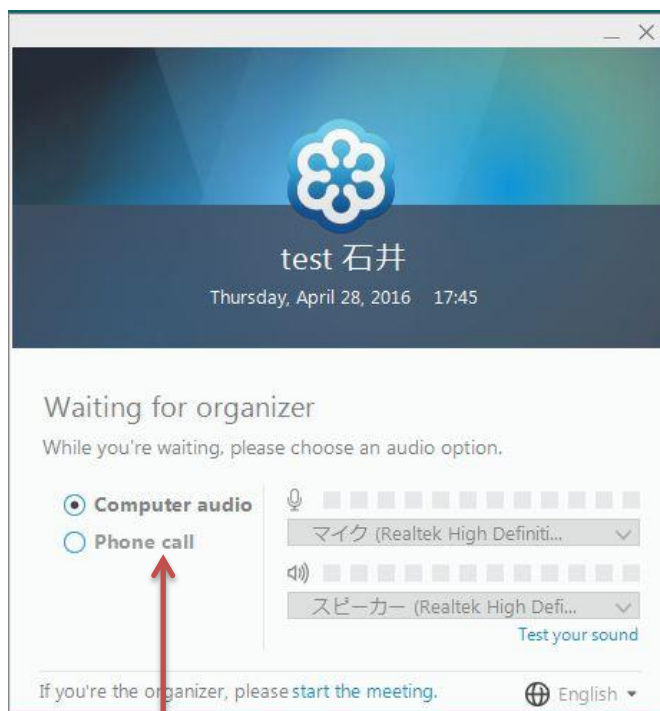 test 石井
Thursday, April 28, 2016 17:45
Waiting for organizer
While you're waiting, please choose an audio option.
Computer audio
Phone call
マイク (Realtek High Definiti...
スピーカー (Realtek High Defi...
Test your sound
If you're the organizer, please start the meeting.
English